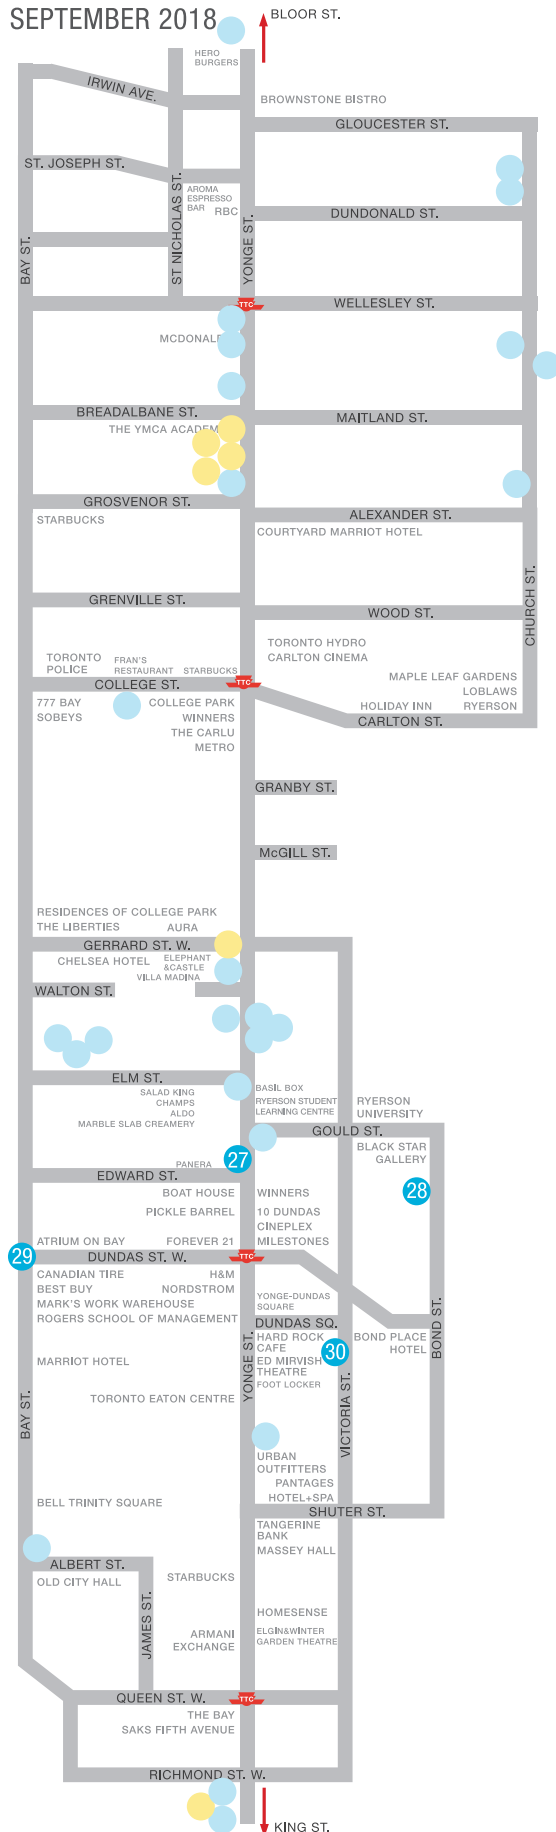 SEPTEMBER 2018
BLOOR ST.
HERO
BURGERS
IRWIN AVE.
BROWNSTONE BISTRO
GLOUCESTER ST.
ST. JOSEPH ST.
AROMA
ESPRESSO
BAR
RBC
ST NICHOLAS ST.
YONGE ST.
DUNDONALD ST.
BAY ST.
TTC
WELLESLEY ST.
MCDONAL
BREADALBANE ST.
MAITLAND ST.
THE YMCA ACADEM
GROSVENOR ST.
ALEXANDER ST.
STARBUCKS
COURTYARD MARRIOT HOTEL
CHURCH ST.
GRENVILLE ST.
WOOD ST.
TORONTO HYDRO
CARLTON CINEMA
TORONTO
POLICE
FRAN'S
RESTAURANT
STARBUCKS
MAPLE LEAF GARDENS
LOBLAWS
RYERSON
HOLIDAY INN
COLLEGE ST.
TTC
CARLTON ST.
777 BAY
SOBEYS
COLLEGE PARK
WINNERS
THE CARLU
METRO
GRANBY ST.
McGILL ST.
RESIDENCES OF COLLEGE PARK
THE LIBERTIES
AURA
GERRARD ST. W.
CHELSEA HOTEL
ELEPHANT
&CASTLE
VILLA MADINA
WALTON ST.
ELM ST.
SALAD KING
CHAMPS
ALDO
MARBLE SLAB CREAMERY
BASIL BOX
RYERSON STUDENT
LEARNING CENTRE
RYERSON
UNIVERSITY
GOULD ST.
BLACK STAR
GALLERY
PANERA
27
28
EDWARD ST.
BOAT HOUSE
PICKLE BARREL
WINNERS
10 DUNDAS
CINEPLEX
MILESTONES
ATRIUM ON BAY
FOREVER 21
29
DUNDAS ST. W.
TTC
CANADIAN TIRE
BEST BUY
MARK'S WORK WAREHOUSE
ROGERS SCHOOL OF MANAGEMENT
H&M
NORDSTROM
YONGE-DUNDAS
SQUARE
DUNDAS SQ.
BOND ST.
HARD ROCK
CAFE
ED MIRVISH
THEATRE
FOOT LOCKER
30
BOND PLACE
HOTEL
MARRIOT HOTEL
YONGE ST.
BAY ST.
VICTORIA ST.
TORONTO EATON CENTRE
URBAN
OUTFITTERS
PANTAGES
HOTEL+SPA
BELL TRINITY SQUARE
SHUTER ST.
TANGERINE
BANK
MASSEY HALL
ALBERT ST.
OLD CITY HALL
STARBUCKS
JAMES ST.
HOMESENSE
ARMANI
EXCHANGE
ELGIN&WINTER
GARDEN THEATRE
QUEEN ST. W.
TTC
THE BAY
SAKS FIFTH AVENUE
RICHMOND ST. W.
KING ST.